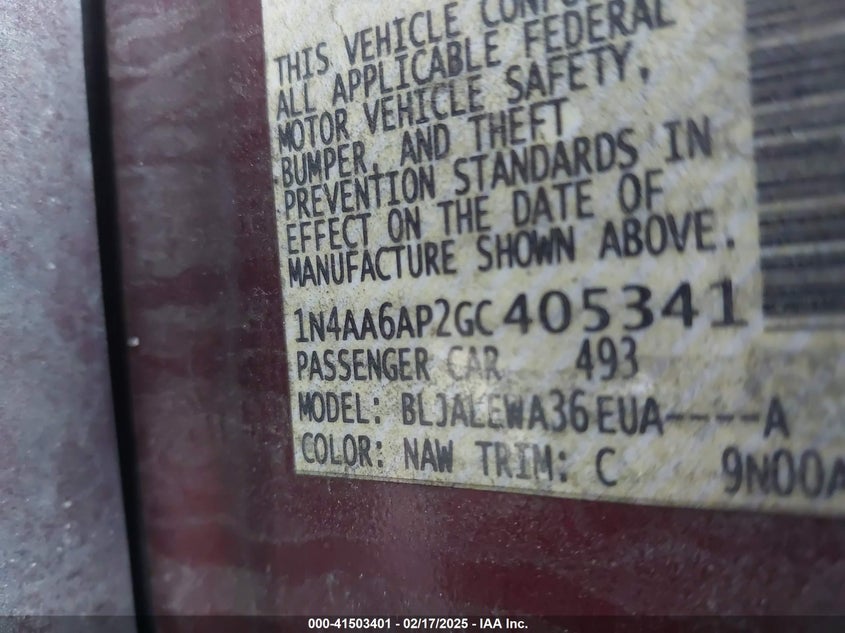 THIS VEHICLE
ALL APPLICABLE FEDERAL
MOTOR VEHICLE SAFETY,
BUMPER, AND THEFT
PREVENTION STANDARDS IN
EFFECT ON THE DATE OF
MANUFACTURE SHOWN ABOVE.
1N4AA6AP2GC405341
PASSENGER CAR 493
MODEL: BLJALEWA36EUA----A
COLOR: NAW TRIM: C 9N00A
000-41503401 - 02/17/2025 - IAA Inc.